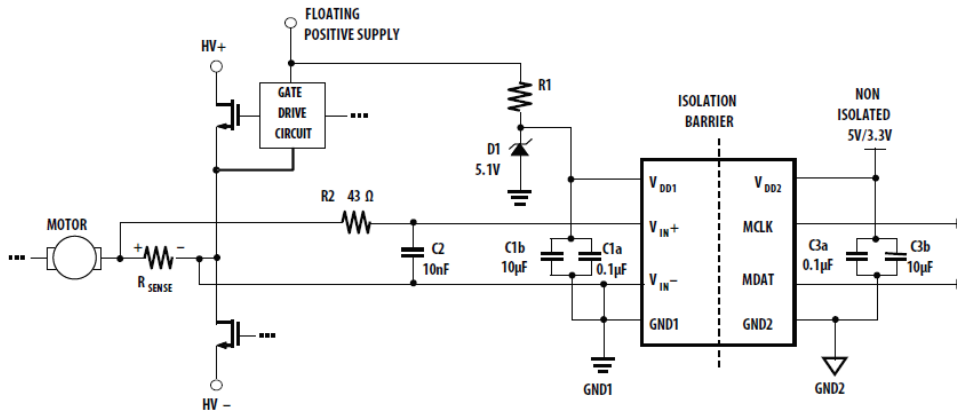 FLOATING
POSITIVE SUPPLY
HV+
GATE
DRIVE
CIRCUIT
R1
D1
5.1V
ISOLATION
BARRIER
NON
ISOLATED
5V/3.3V
MOTOR
+
−
R SENSE
R2 43 Ω
C2
10nF
C1b
10µF
C1a
0.1µF
VDD1
VIN+
VIN−
GND1
VDD2
MCLK
MDAT
GND2
C3a
0.1µF
C3b
10µF
GND1
GND2
HV −